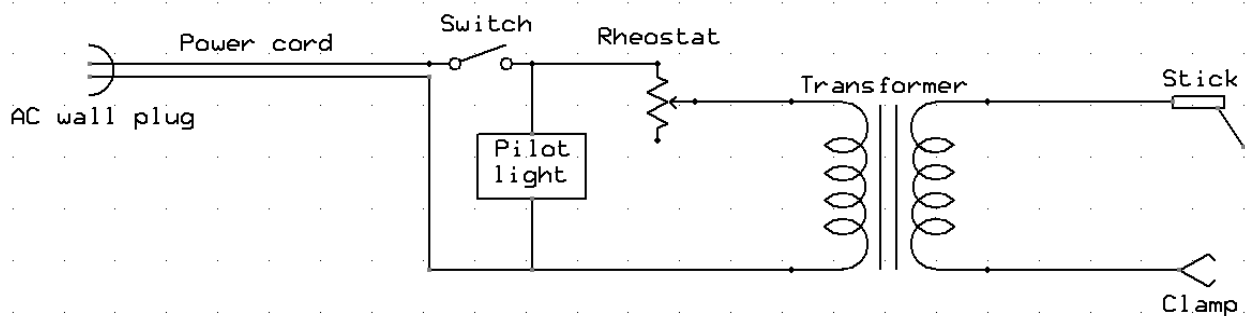 Switch
Power cord
Rheostat
Transformer
Stick
AC wall plug
Pilot
light
Clamp